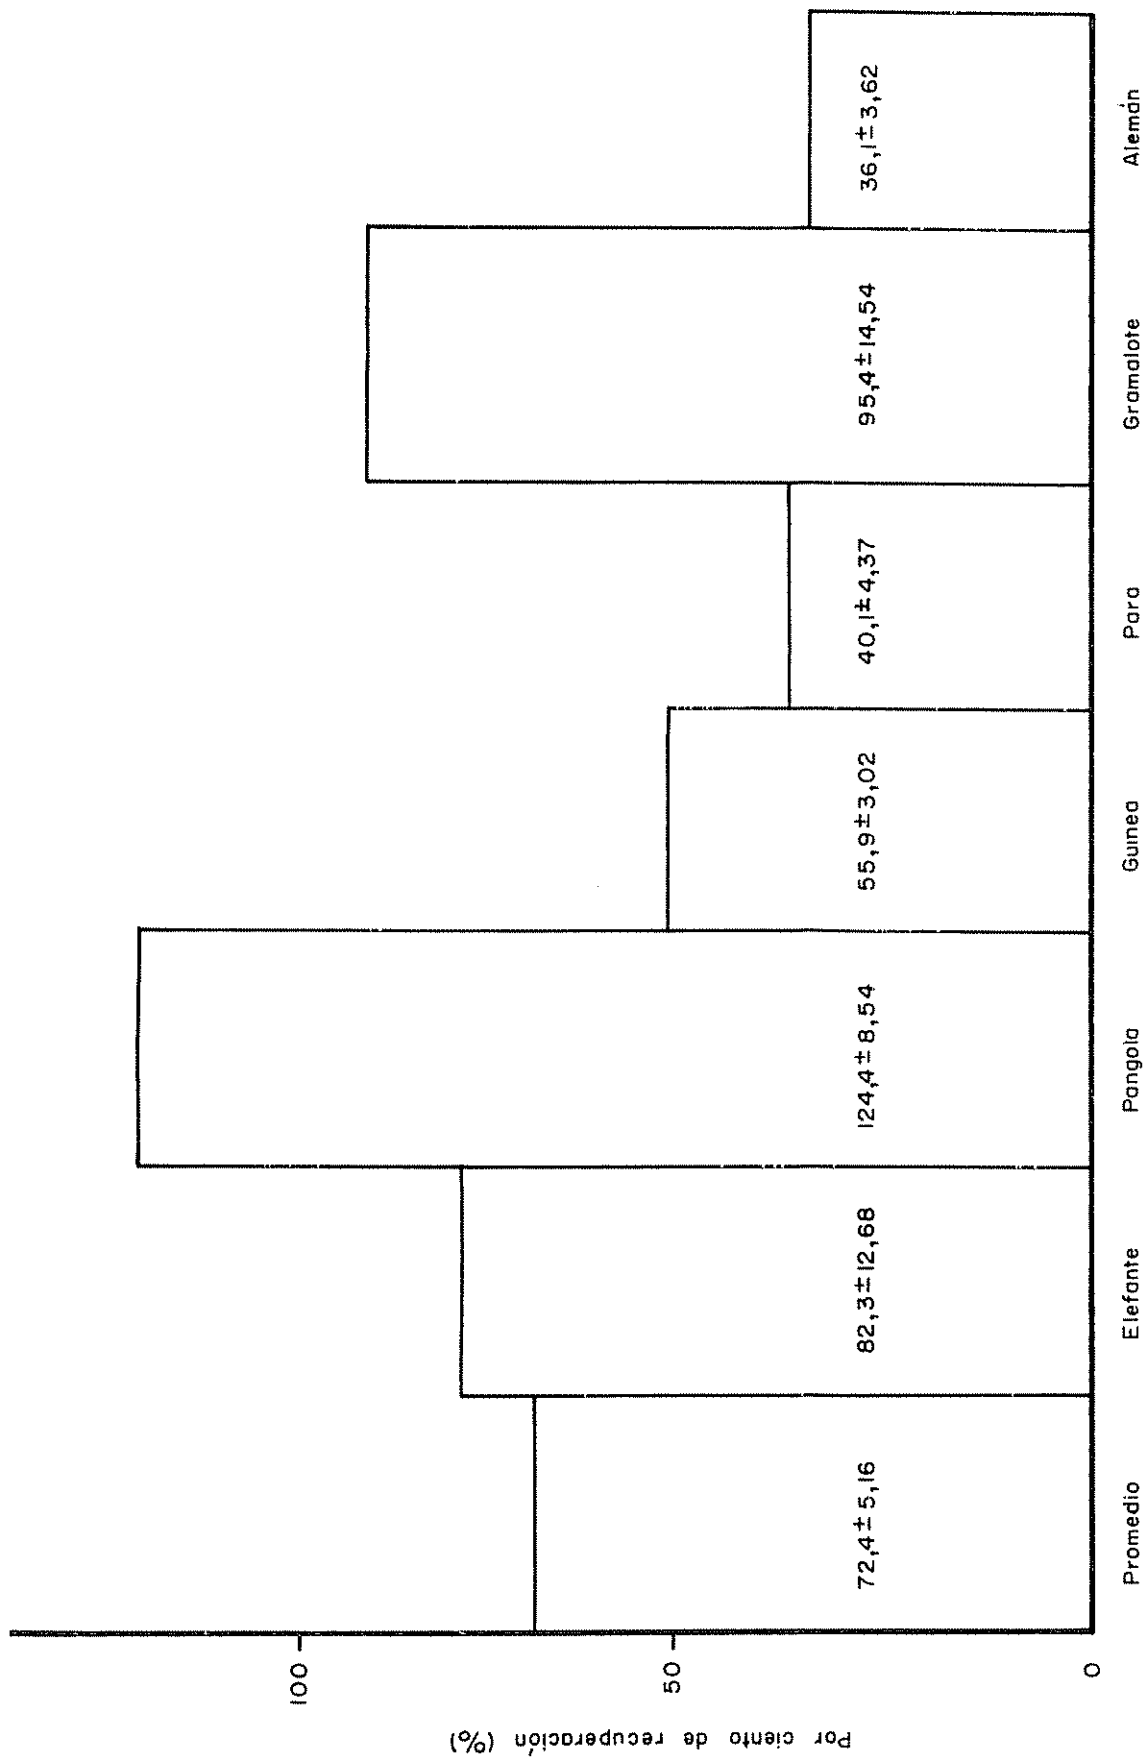 Por ciento de recuperación (%)
100
50
0
72,4±5,16
82,3±12,68
124,4±8,54
55,9±3,02
40,1±4,37
95,4±14,54
36,1±3,62
Promedio
Elefante
Pangola
Guinea
Para
Gramalote
Alemán